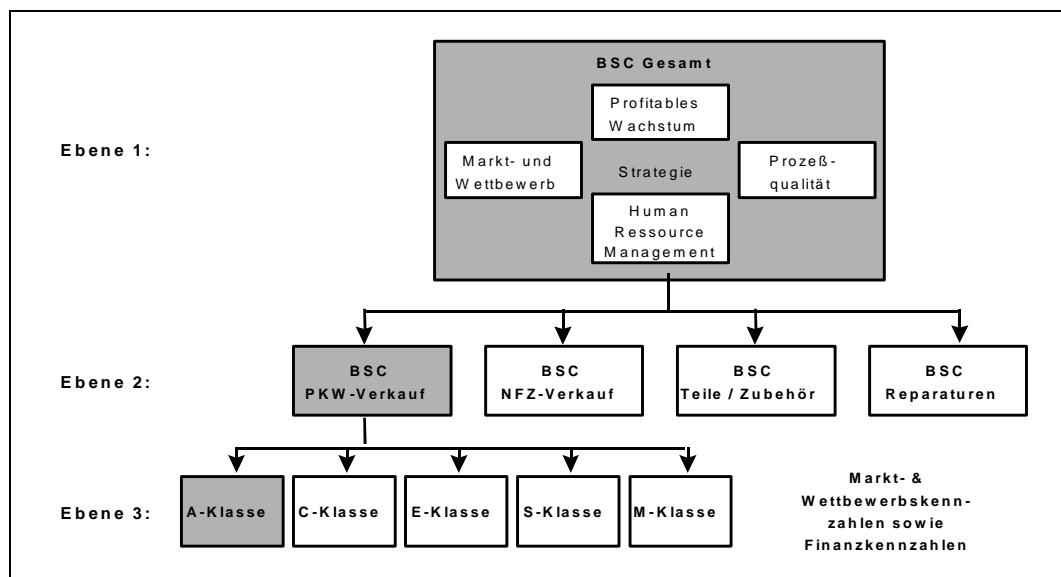 BSC Gesamt
Profitables
Wachstum
Ebene 1:
Markt- und
Wettbewerb
Strategie
Prozeß-
qualität
Human
Ressource
Management
Ebene 2:
BSC
PKW-Verkauf
BSC
NFZ-Verkauf
BSC
Teile / Zubehör
BSC
Reparaturen
Ebene 3:
A-Klasse
C-Klasse
E-Klasse
S-Klasse
M-Klasse
Markt- &
Wettbewerbskenn-
zahlen sowie
Finanzkennzahlen